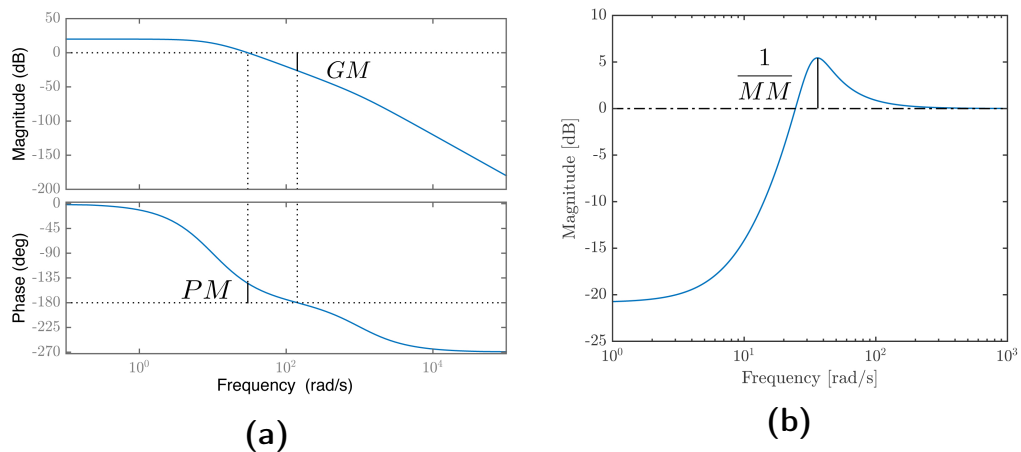 50
0
-50
-100
-150
-200
Magnitude (dB)
GM
0
-45
-90
-135
-180
-225
-270
Phase (deg)
PM
10^0
10^2
10^4
Frequency (rad/s)
(a)
10
5
0
-5
-10
-15
-20
-25
Magnitude [dB]
1
MM
10^0
10^1
10^2
10^3
Frequency [rad/s]
(b)